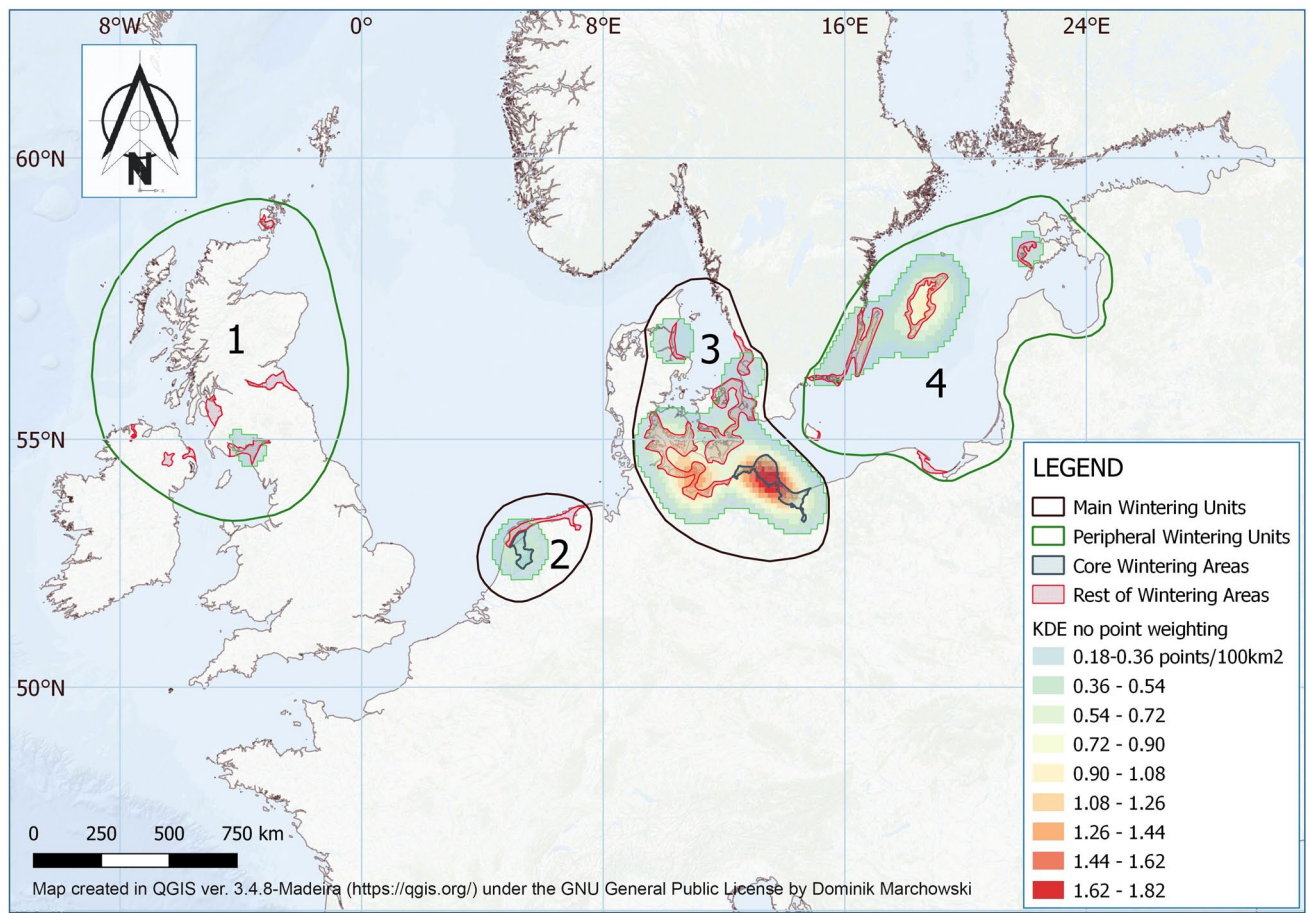 8°W 0° 8°E 16°E 24°E
N
60°N
1
3
4
55°N
2
50°N
LEGEND
Main Wintering Units
Peripheral Wintering Units
Core Wintering Areas
Rest of Wintering Areas
KDE no point weighting
0.18-0.36 points/100km2
0.36 - 0.54
0.54 - 0.72
0.72 - 0.90
0.90 - 1.08
1.08 - 1.26
1.26 - 1.44
1.44 - 1.62
1.62 - 1.82
0 250 500 750 km
Map created in QGIS ver. 3.4.8-Madeira (https://qgis.org/) under the GNU General Public License by Dominik Marchowski